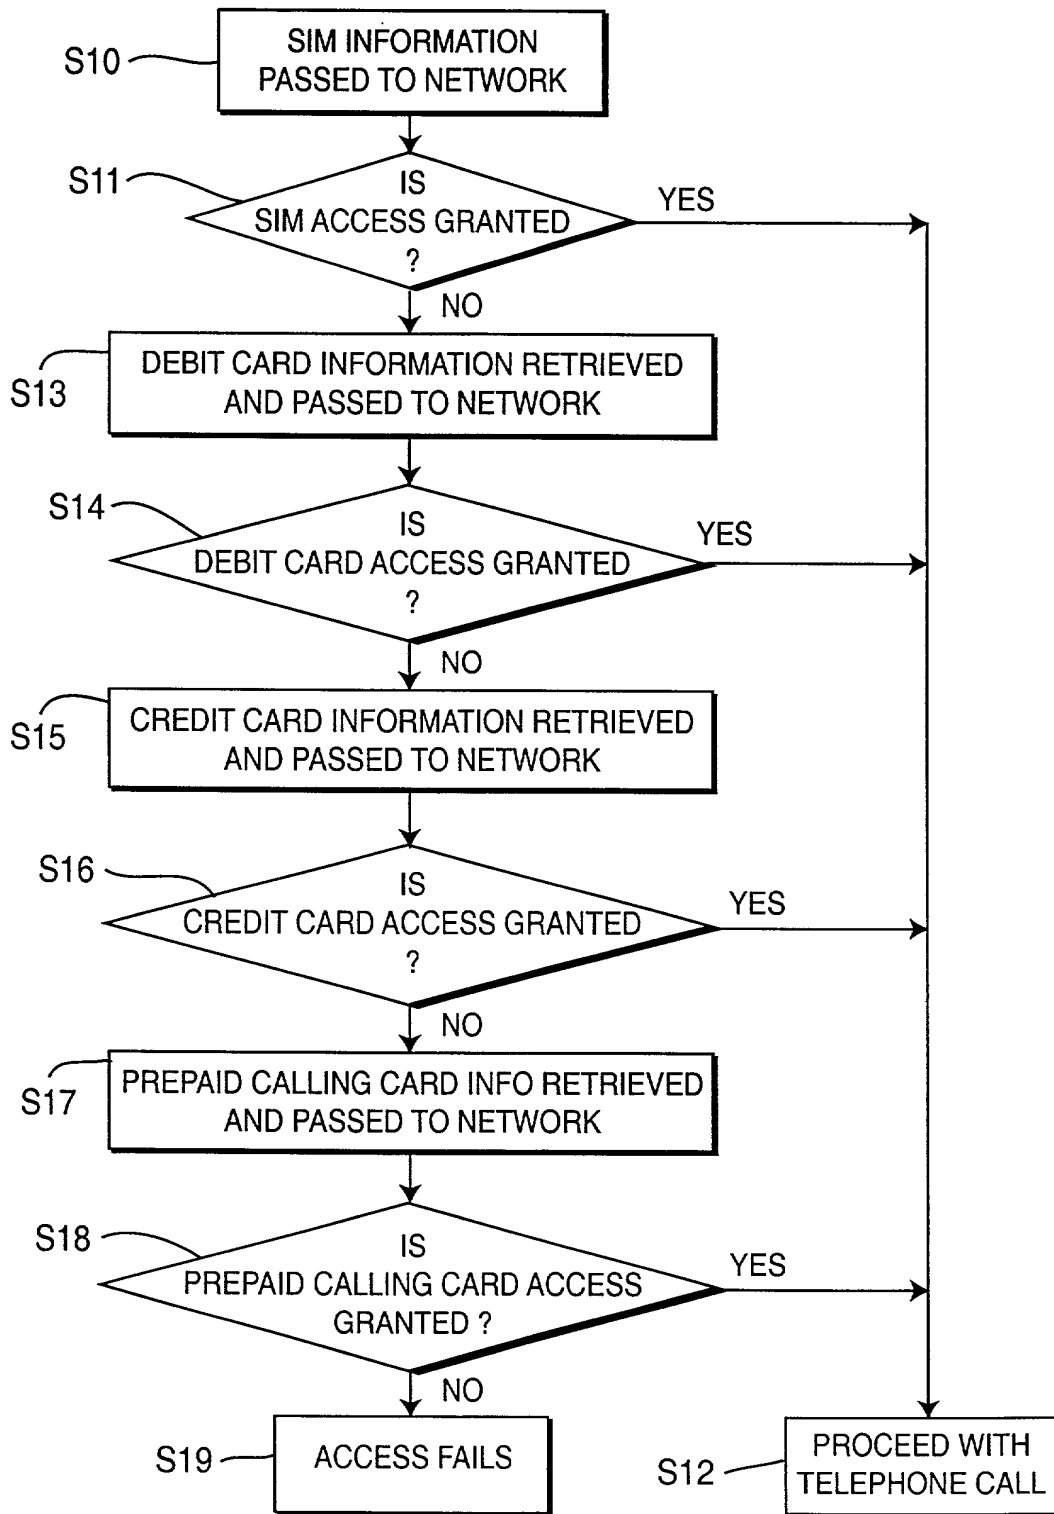 S10
SIM INFORMATION
PASSED TO NETWORK
S11
IS
SIM ACCESS GRANTED
?
YES
NO
S13
DEBIT CARD INFORMATION RETRIEVED
AND PASSED TO NETWORK
S14
IS
DEBIT CARD ACCESS GRANTED
?
YES
NO
S15
CREDIT CARD INFORMATION RETRIEVED
AND PASSED TO NETWORK
S16
IS
CREDIT CARD ACCESS GRANTED
?
YES
NO
S17
PREPAID CALLING CARD INFO RETRIEVED
AND PASSED TO NETWORK
S18
IS
PREPAID CALLING CARD ACCESS
GRANTED ?
YES
NO
S19
ACCESS FAILS
S12
PROCEED WITH
TELEPHONE CALL